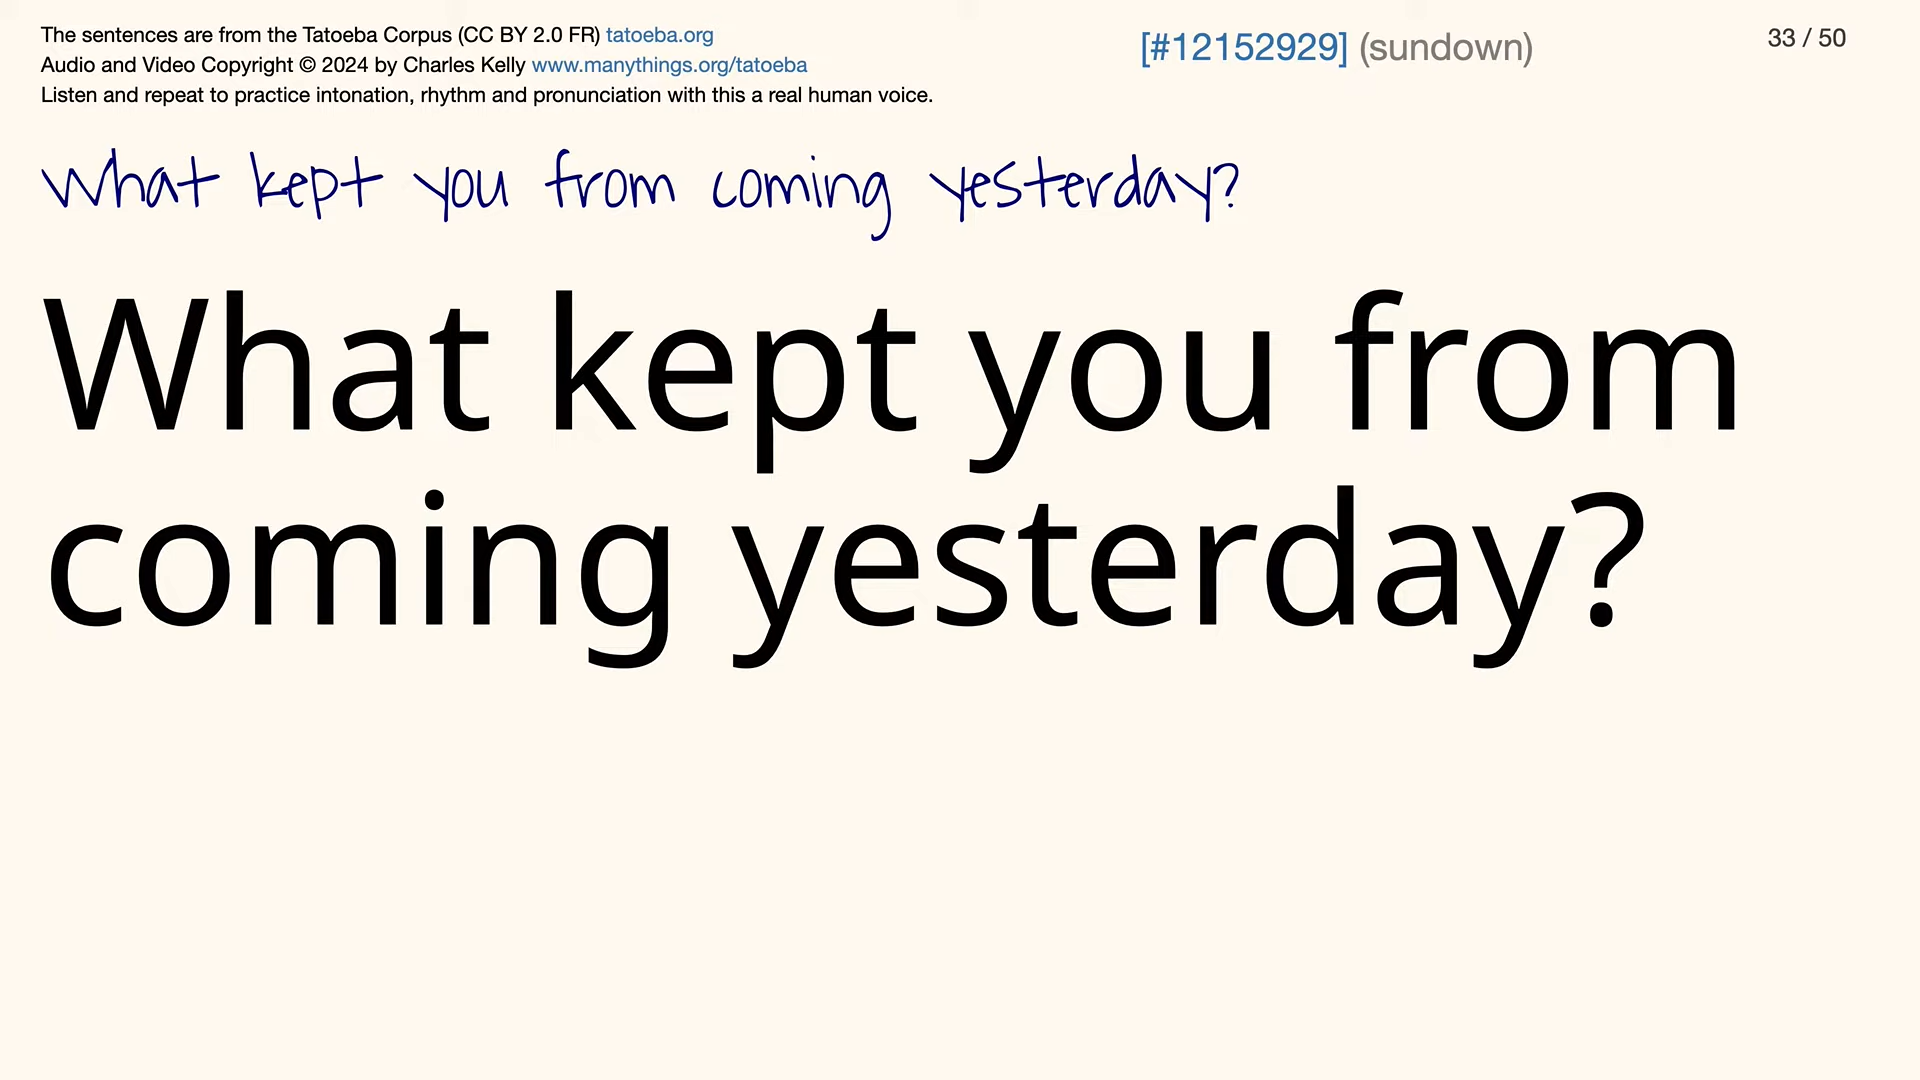 The sentences are from the Tatoeba Corpus (CC BY 2.0 FR) tatoeba.org
Audio and Video Copyright © 2024 by Charles Kelly www.manythings.org/tatoeba
Listen and repeat to practice intonation, rhythm and pronunciation with this a real human voice.
[#12152929] (sundown)
33 / 50
What kept you from coming yesterday?
What kept you from
coming yesterday?